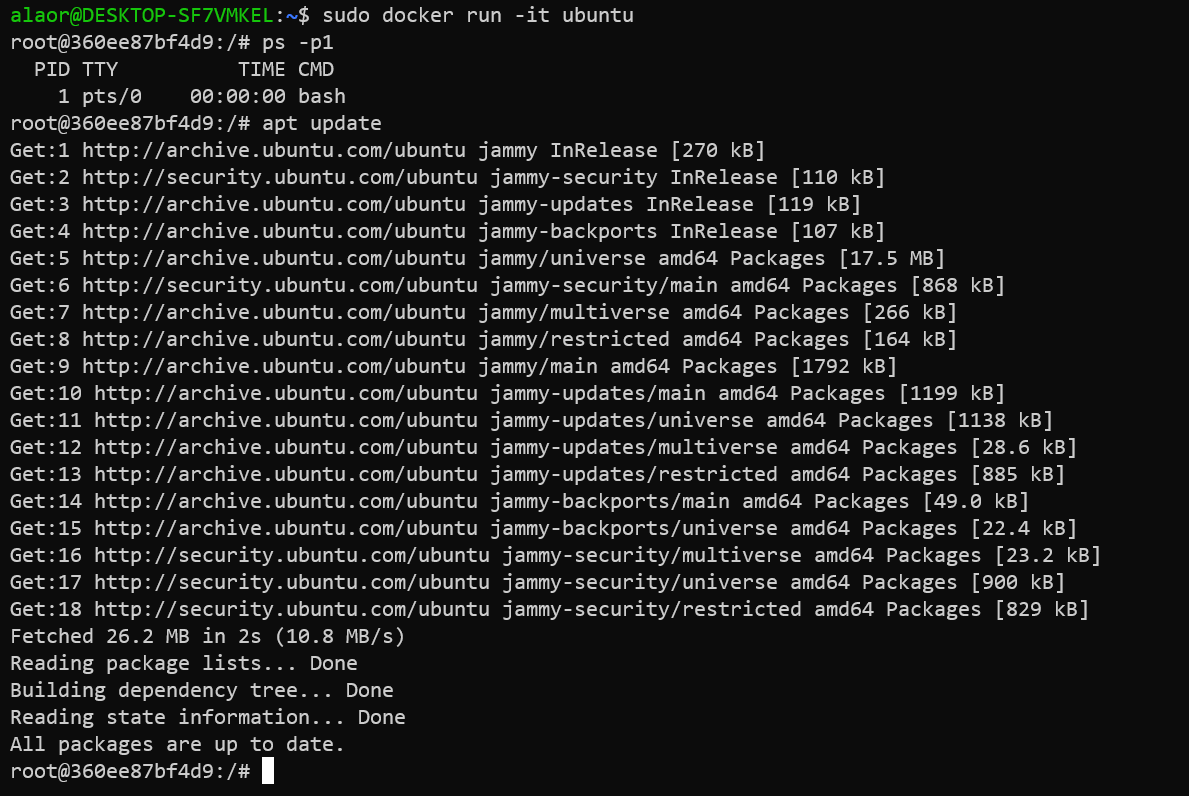 alaor@DESKTOP-SF7VMKEL:~$ sudo docker run -it ubuntu
root@360ee87bf4d9:/# ps -p1
  PID TTY          TIME CMD
    1 pts/0    00:00:00 bash
root@360ee87bf4d9:/# apt update
Get:1 http://archive.ubuntu.com/ubuntu jammy InRelease [270 kB]
Get:2 http://security.ubuntu.com/ubuntu jammy-security InRelease [110 kB]
Get:3 http://archive.ubuntu.com/ubuntu jammy-updates InRelease [119 kB]
Get:4 http://archive.ubuntu.com/ubuntu jammy-backports InRelease [107 kB]
Get:5 http://archive.ubuntu.com/ubuntu jammy/universe amd64 Packages [17.5 MB]
Get:6 http://security.ubuntu.com/ubuntu jammy-security/main amd64 Packages [868 kB]
Get:7 http://archive.ubuntu.com/ubuntu jammy/multiverse amd64 Packages [266 kB]
Get:8 http://archive.ubuntu.com/ubuntu jammy/restricted amd64 Packages [164 kB]
Get:9 http://archive.ubuntu.com/ubuntu jammy/main amd64 Packages [1792 kB]
Get:10 http://archive.ubuntu.com/ubuntu jammy-updates/main amd64 Packages [1199 kB]
Get:11 http://archive.ubuntu.com/ubuntu jammy-updates/universe amd64 Packages [1138 kB]
Get:12 http://archive.ubuntu.com/ubuntu jammy-updates/multiverse amd64 Packages [28.6 kB]
Get:13 http://archive.ubuntu.com/ubuntu jammy-updates/restricted amd64 Packages [885 kB]
Get:14 http://archive.ubuntu.com/ubuntu jammy-backports/main amd64 Packages [49.0 kB]
Get:15 http://archive.ubuntu.com/ubuntu jammy-backports/universe amd64 Packages [22.4 kB]
Get:16 http://security.ubuntu.com/ubuntu jammy-security/multiverse amd64 Packages [23.2 kB]
Get:17 http://security.ubuntu.com/ubuntu jammy-security/universe amd64 Packages [900 kB]
Get:18 http://security.ubuntu.com/ubuntu jammy-security/restricted amd64 Packages [829 kB]
Fetched 26.2 MB in 2s (10.8 MB/s)
Reading package lists... Done
Building dependency tree... Done
Reading state information... Done
All packages are up to date.
root@360ee87bf4d9:/#